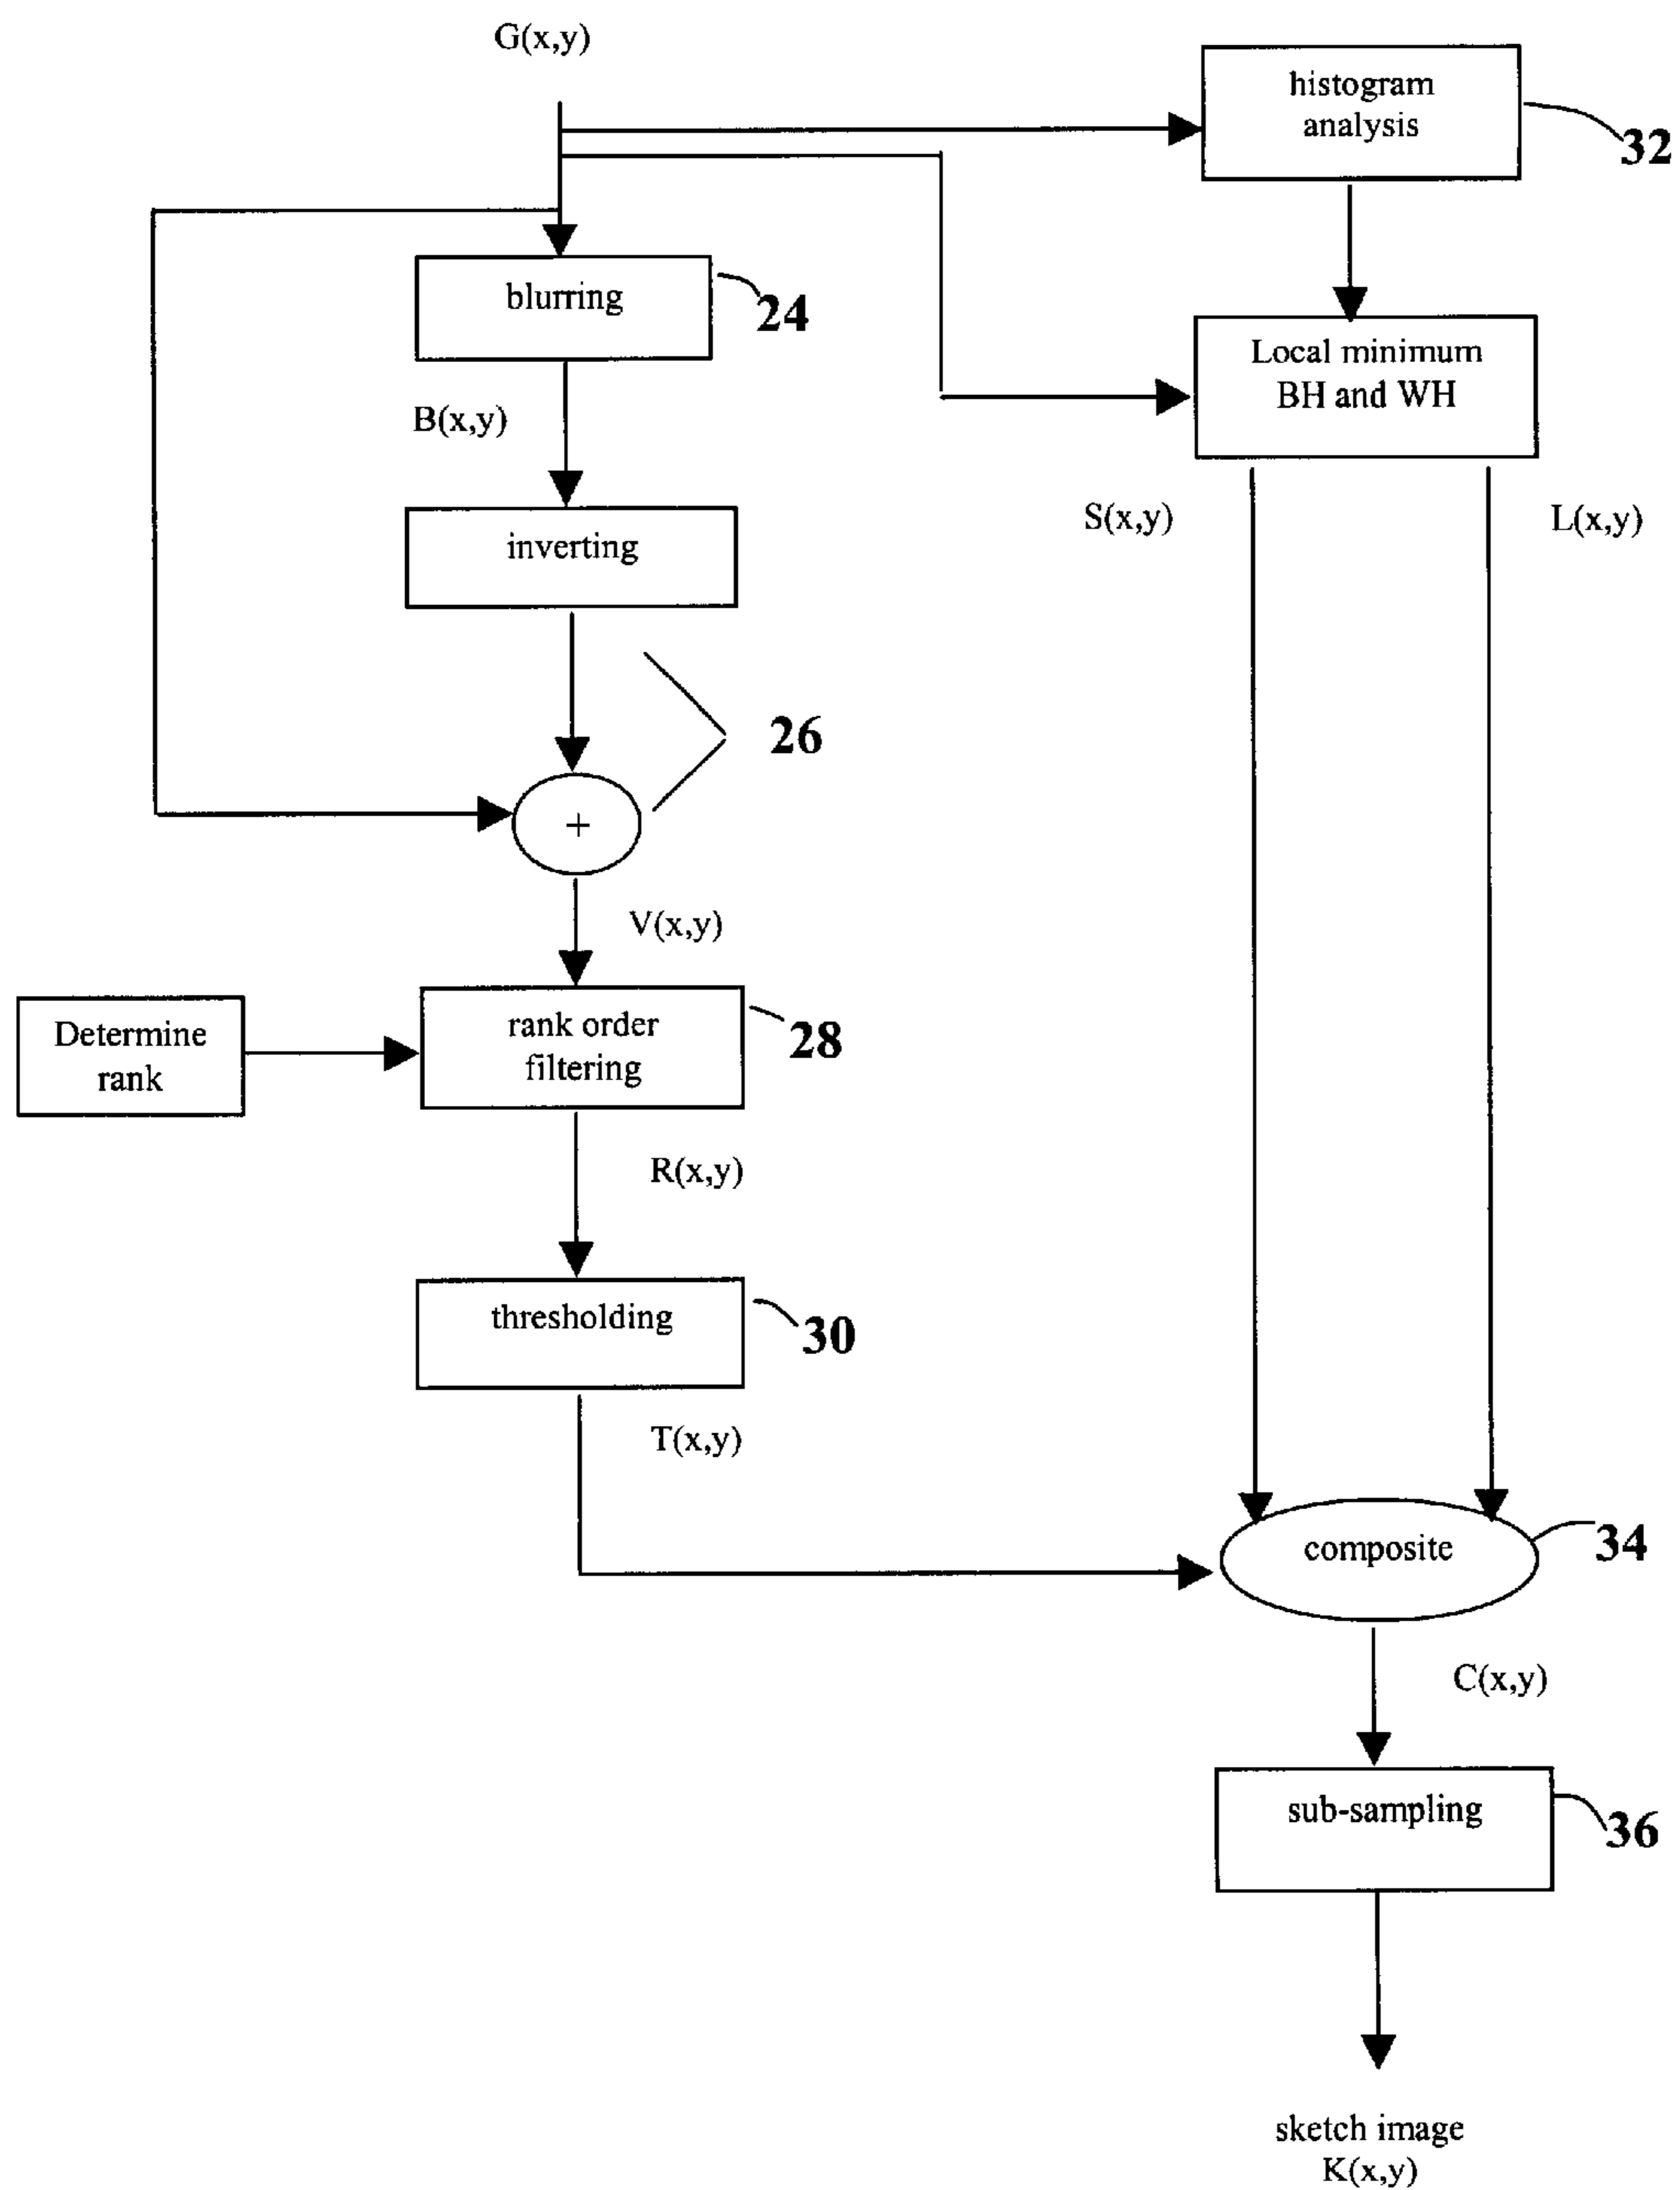 G(x,y)
histogram
analysis
32
blurring
24
Local minimum
BH and WH
B(x,y)
S(x,y)
L(x,y)
inverting
26
+
V(x,y)
Determine
rank
rank order
filtering
28
R(x,y)
thresholding
30
T(x,y)
composite
34
C(x,y)
sub-sampling
36
sketch image
K(x,y)